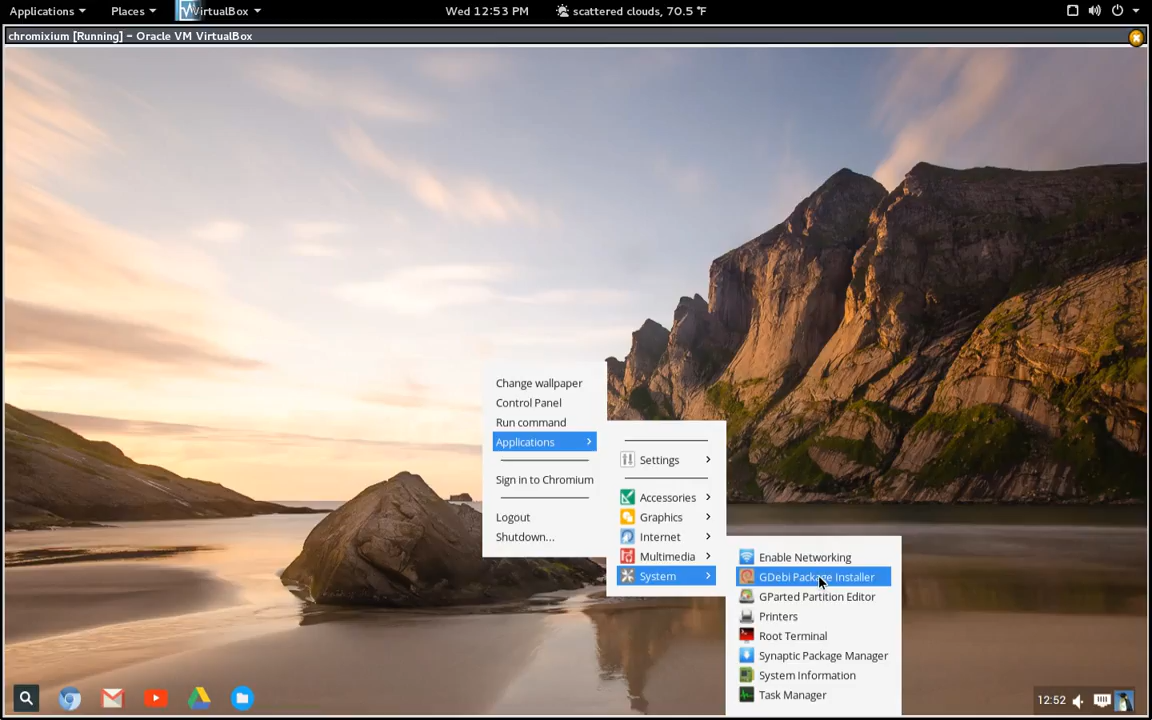 Applications Places VirtualBox Wed 12:53 PM scattered clouds, 70.5 °F
chromixium [Running] - Oracle VM VirtualBox
Change wallpaper
Control Panel
Run command
Applications
Sign in to Chromium
Logout
Shutdown...
Settings
Accessories
Graphics
Internet
Multimedia
System
Enable Networking
GDebi Package Installer
GParted Partition Editor
Printers
Root Terminal
Synaptic Package Manager
System Information
Task Manager
12:52